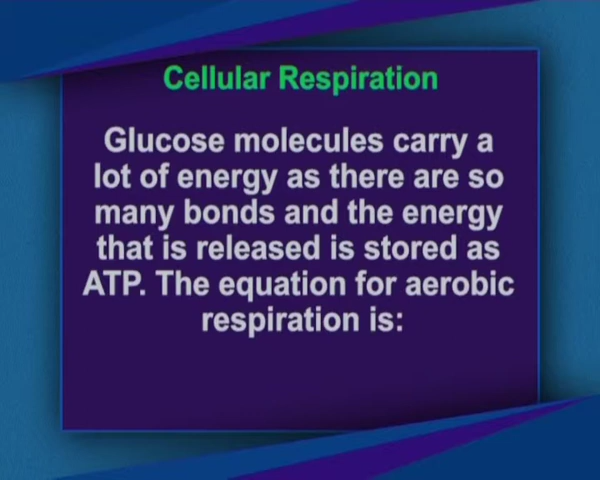 Cellular Respiration
Glucose molecules carry a
lot of energy as there are so
many bonds and the energy
that is released is stored as
ATP. The equation for aerobic
respiration is: